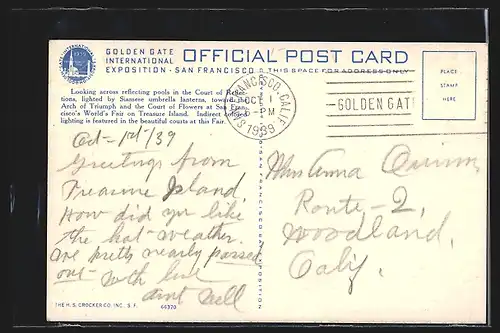 GOLDEN GATE
INTERNATIONAL
EXPOSITION - SAN FRANCISCO
OFFICIAL POST CARD
THIS SPACE FOR ADDRESS ONLY
1939
Looking across reflecting pools in the Court of Reflec-
tions, lighted by Siamese umbrella lanterns, toward the
Arch of Triumph and the Court of Flowers at San Fran-
cisco's World's Fair on Treasure Island. Indirect colored
lighting is featured in the beautiful courts at this Fair.
SAN FRANCISCO, CALIF.
OCT 1
6 - PM
1939
GOLDEN GAT
PLACE
STAMP
HERE
Oct - 1st / 39
Greetings from
Treasure Island.
How did yu like
the hot - weather.
We pretty nearly passed
out - with love
Aunt Nell
Mrs Anna Quinn,
Route - 2,
Woodland,
Calif.
THE H. S. CROCKER CO. INC., S. F.
46370